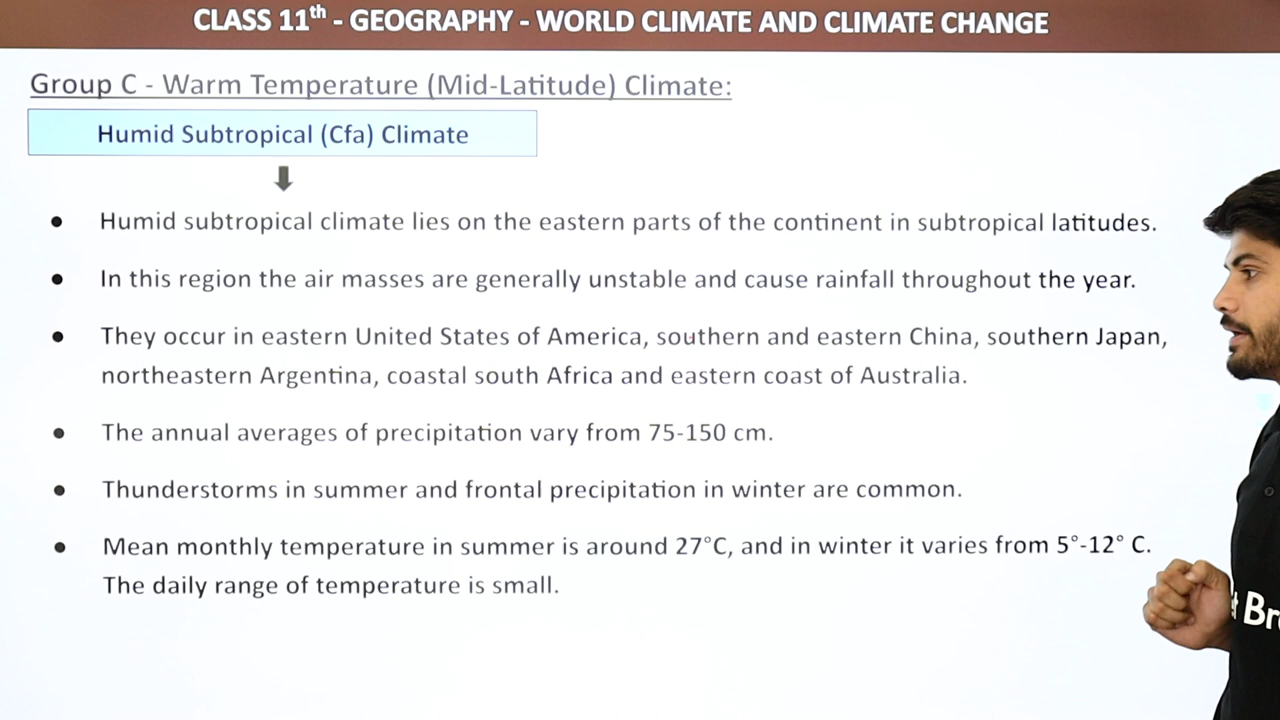 CLASS 11th - GEOGRAPHY - WORLD CLIMATE AND CLIMATE CHANGE
Group C - Warm Temperature (Mid-Latitude) Climate:
Humid Subtropical (Cfa) Climate
• Humid subtropical climate lies on the eastern parts of the continent in subtropical latitudes.
• In this region the air masses are generally unstable and cause rainfall throughout the year.
• They occur in eastern United States of America, southern and eastern China, southern Japan,
northeastern Argentina, coastal south Africa and eastern coast of Australia.
• The annual averages of precipitation vary from 75-150 cm.
• Thunderstorms in summer and frontal precipitation in winter are common.
• Mean monthly temperature in summer is around 27°C, and in winter it varies from 5°-12° C.
The daily range of temperature is small.